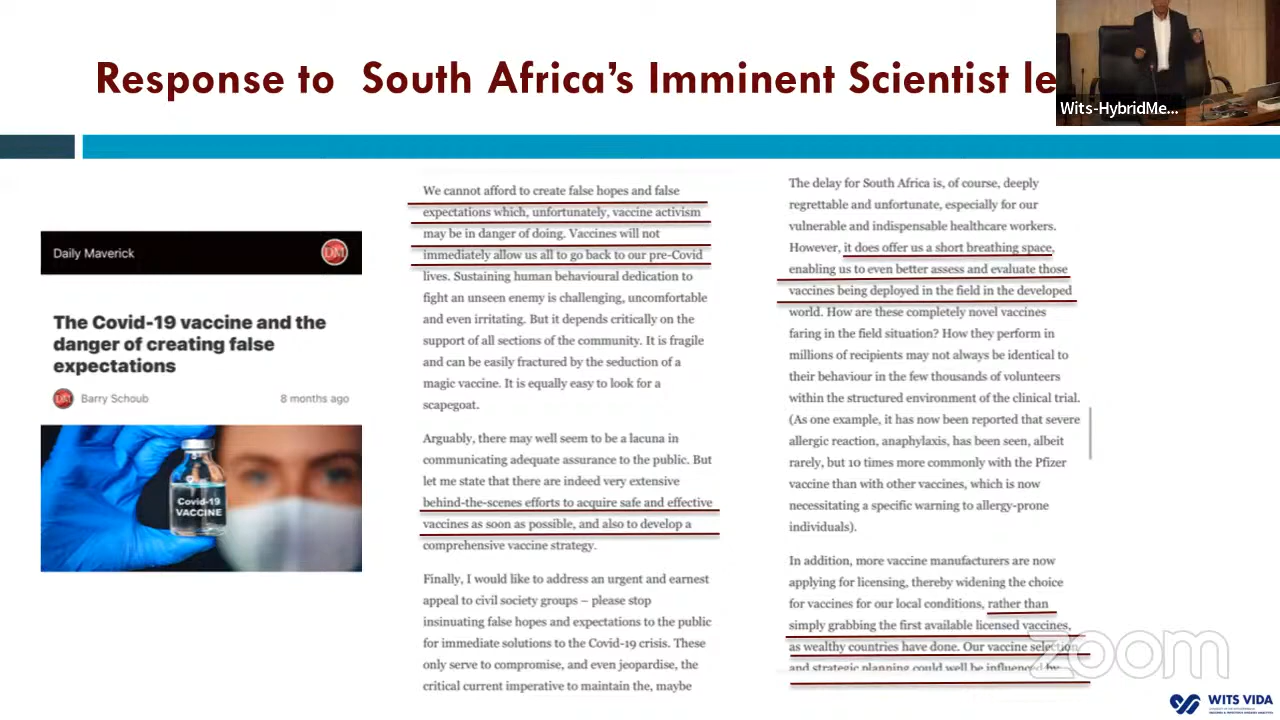 Response to South Africa's Imminent Scientist le
Wits-HybridMe...
Daily Maverick
DM
The Covid-19 vaccine and the
danger of creating false
expectations
DM
Barry Schoub
8 months ago
Covid-19
VACCINE
We cannot afford to create false hopes and false
expectations which, unfortunately, vaccine activism
may be in danger of doing. Vaccines will not
immediately allow us all to go back to our pre-Covid
lives. Sustaining human behavioural dedication to
fight an unseen enemy is challenging, uncomfortable
and even irritating. But it depends critically on the
support of all sections of the community. It is fragile
and can be easily fractured by the seduction of a
magic vaccine. It is equally easy to look for a
scapegoat.
Arguably, there may well seem to be a lacuna in
communicating adequate assurance to the public. But
let me state that there are indeed very extensive
behind-the-scenes efforts to acquire safe and effective
vaccines as soon as possible, and also to develop a
comprehensive vaccine strategy.
Finally, I would like to address an urgent and earnest
appeal to civil society groups – please stop
insinuating false hopes and expectations to the public
for immediate solutions to the Covid-19 crisis. These
only serve to compromise, and even jeopardise, the
critical current imperative to maintain the, maybe
The delay for South Africa is, of course, deeply
regrettable and unfortunate, especially for our
vulnerable and indispensable healthcare workers.
However, it does offer us a short breathing space,
enabling us to even better assess and evaluate those
vaccines being deployed in the field in the developed
world. How are these completely novel vaccines
faring in the field situation? How they perform in
millions of recipients may not always be identical to
their behaviour in the few thousands of volunteers
within the structured environment of the clinical trial.
(As one example, it has now been reported that severe
allergic reaction, anaphylaxis, has been seen, albeit
rarely, but 10 times more commonly with the Pfizer
vaccine than with other vaccines, which is now
necessitating a specific warning to allergy-prone
individuals).
In addition, more vaccine manufacturers are now
applying for licensing, thereby widening the choice
for vaccines for our local conditions, rather than
simply grabbing the first available licensed vaccines,
as wealthy countries have done. Our vaccine selection
and strategic planning could well be influenced by
zoom
WITS VIDA